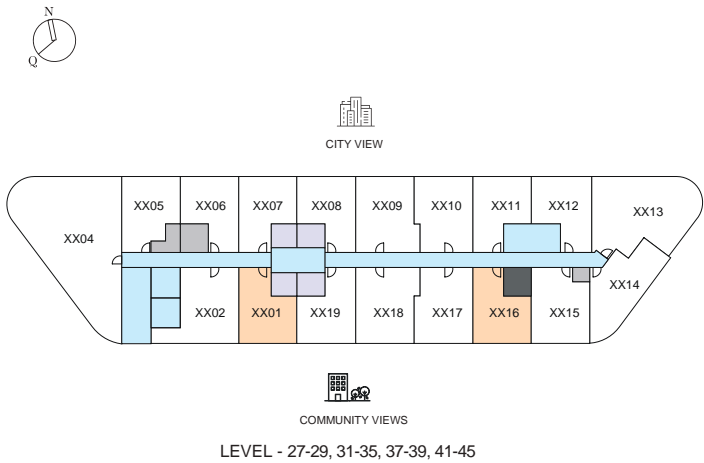 N
Q
CITY VIEW
XX05 XX06 XX07 XX08 XX09 XX10 XX11 XX12
XX04
XX13
XX14
XX02 XX01 XX19 XX18 XX17 XX16 XX15
COMMUNITY VIEWS
LEVEL - 27-29, 31-35, 37-39, 41-45